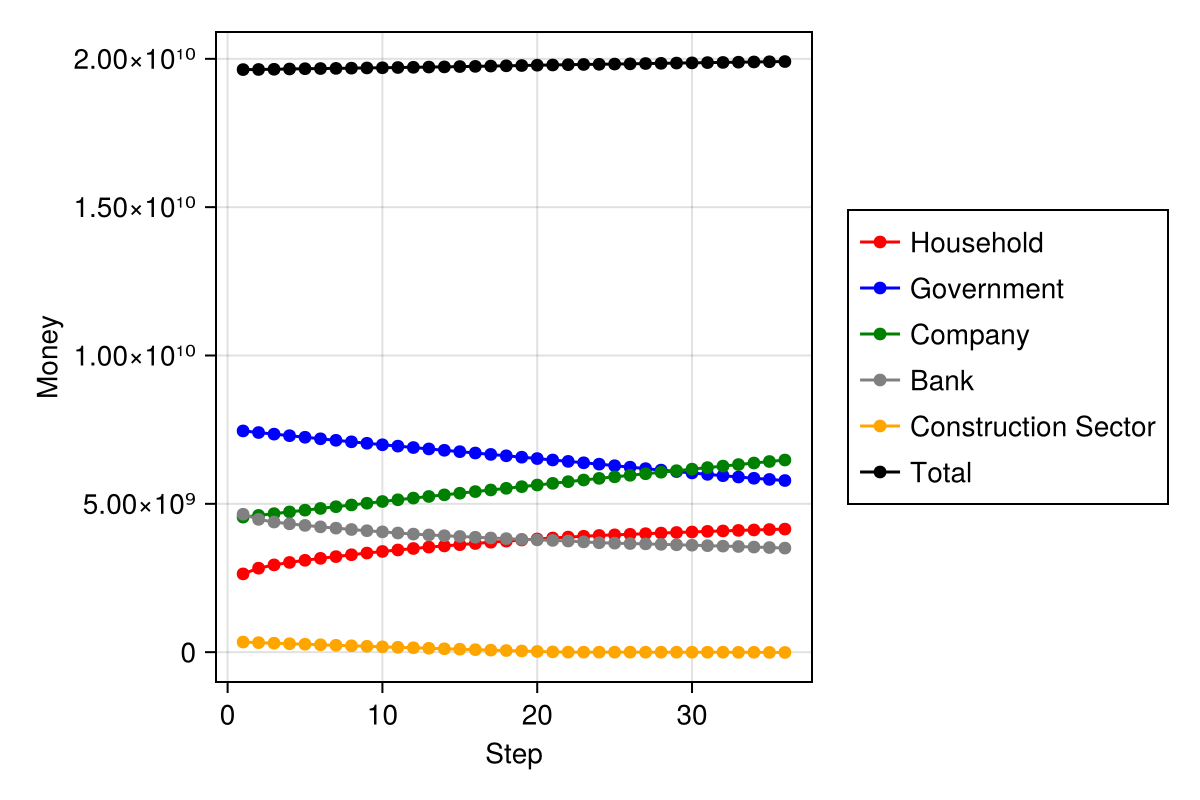 2.00×10¹⁰
1.50×10¹⁰
1.00×10¹⁰
5.00×10⁹
0
Money
0 10 20 30
Step
Household
Government
Company
Bank
Construction Sector
Total